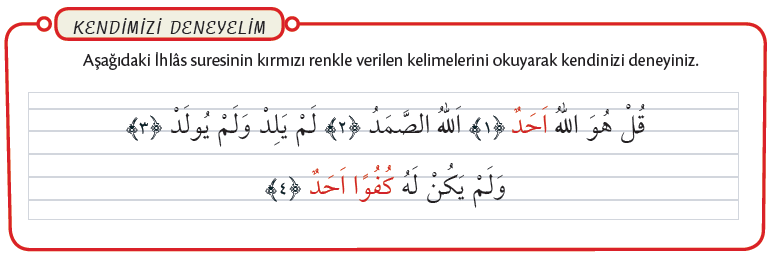 KENDİMİZİ DENEYELİM
Aşağıdaki İhlâs suresinin kırmızı renkle verilen kelimelerini okuyarak kendinizi deneyiniz.
قُلْ هُوَ اللّٰهُ اَحَدٌ ﴿١﴾ اَللّٰهُ الصَّمَدُ ﴿٢﴾ لَمْ يَلِدْ وَلَمْ يُولَدْ ﴿٣﴾
وَلَمْ يَكُنْ لَهُ كُفُوًا اَحَدٌ ﴿٤﴾